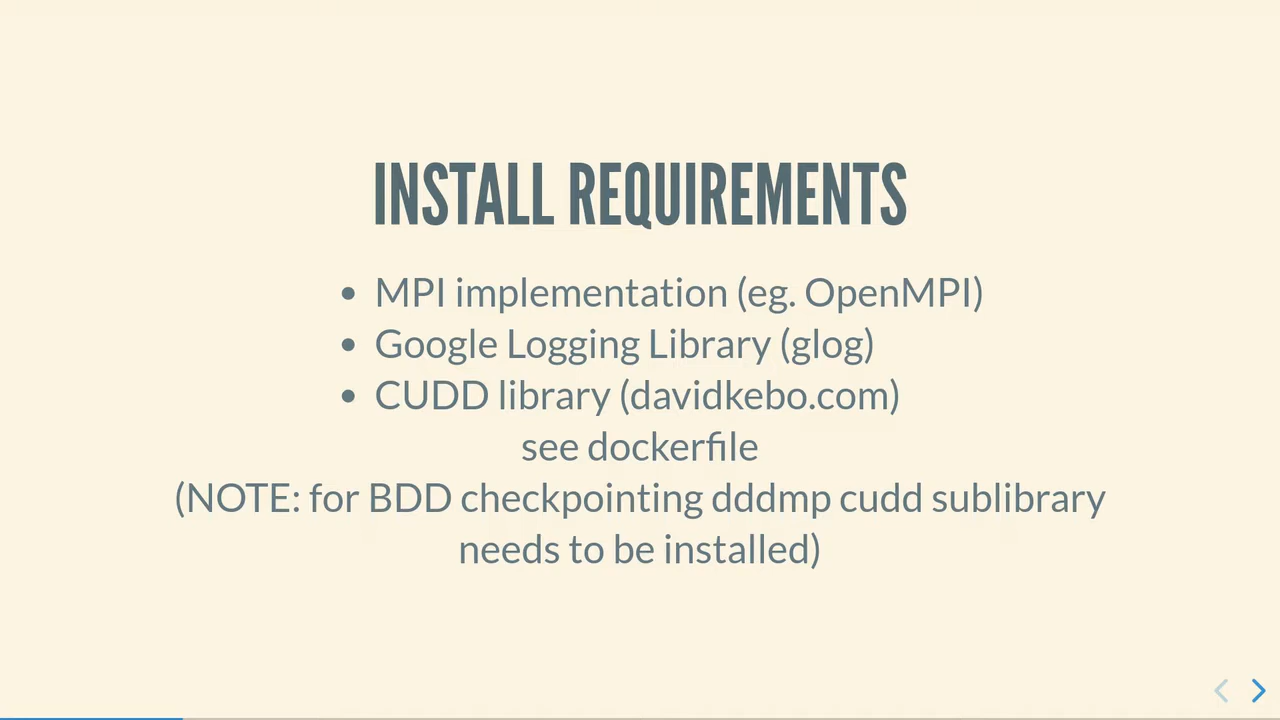 INSTALL REQUIREMENTS
• MPI implementation (eg. OpenMPI)
• Google Logging Library (glog)
• CUDD library (davidkebo.com)
see dockerfile
(NOTE: for BDD checkpointing dddmp cudd sublibrary
needs to be installed)